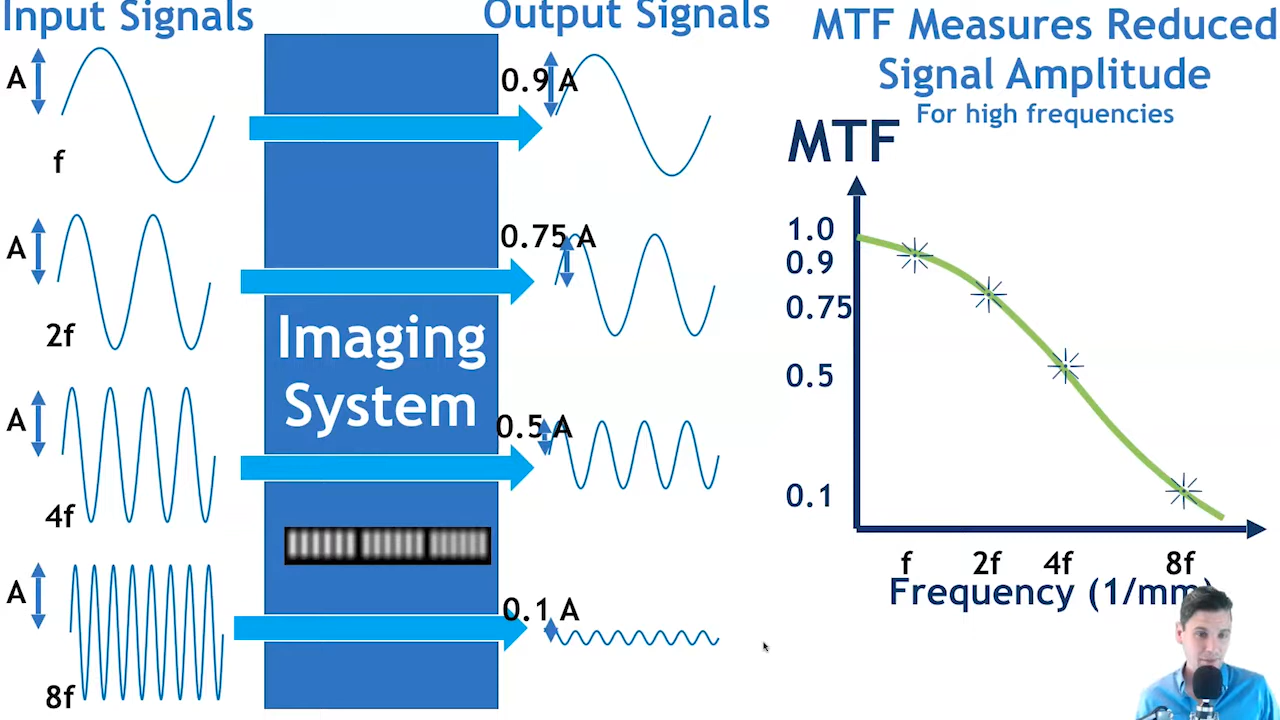 Input Signals
A
f
A
2f
A
4f
A
8f
Imaging
System
Output Signals
0.9 A
0.75 A
0.5 A
0.1 A
MTF Measures Reduced
Signal Amplitude
For high frequencies
MTF
1.0
0.9
0.75
0.5
0.1
f 2f 4f 8f
Frequency (1/mm)